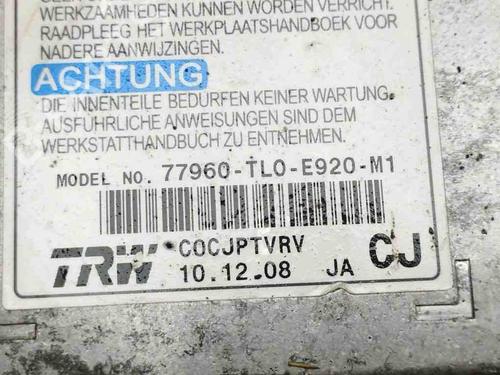 WERKZAAMHEDEN KUNNEN WORDEN VERRICHT.
RAADPLEEG HET WERKPLAATSHANDBOEK VOOR
NADERE AANWIJZINGEN.
ACHTUNG
DIE INNENTEILE BEDÜRFEN KEINER WARTUNG.
AUSFÜHRLICHE ANWEISUNGEN SIND DEM
WERKSTATTHANDBUCH ZU ENTNEHMEN.
MODEL NO. 77960-TL0-E920-M1
TRW C0CJPTVRV CJ
10.12.08 JA